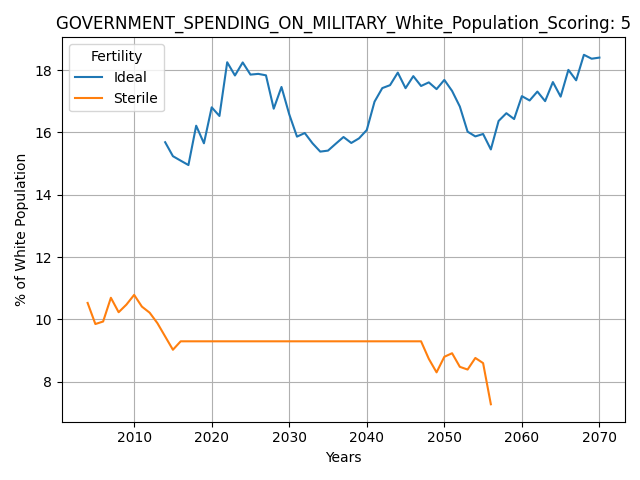 GOVERNMENT_SPENDING_ON_MILITARY_White_Population_Scoring: 5
Fertility
Ideal
Sterile
% of White Population
18
16
14
12
10
8
2010 2020 2030 2040 2050 2060 2070
Years